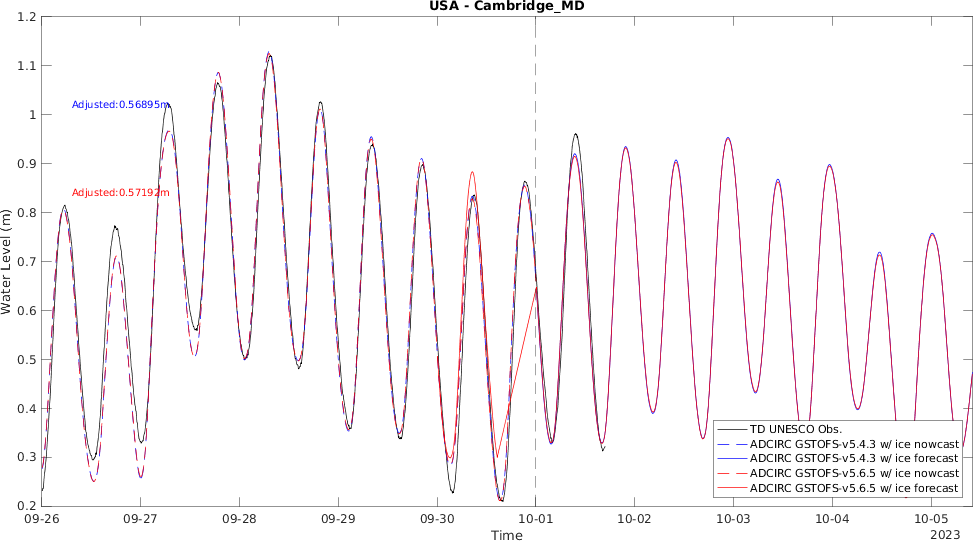 USA - Cambridge_MD
1.2
1.1
1
0.9
0.8
0.7
0.6
0.5
0.4
0.3
0.2
Water Level (m)
Adjusted:0.56895m
Adjusted:0.57192m
TD UNESCO Obs.
ADCIRC GSTOFS-v5.4.3 w/ ice nowcast
ADCIRC GSTOFS-v5.4.3 w/ ice forecast
ADCIRC GSTOFS-v5.6.5 w/ ice nowcast
ADCIRC GSTOFS-v5.6.5 w/ ice forecast
09-26 09-27 09-28 09-29 09-30 10-01 10-02 10-03 10-04 10-05
Time
2023